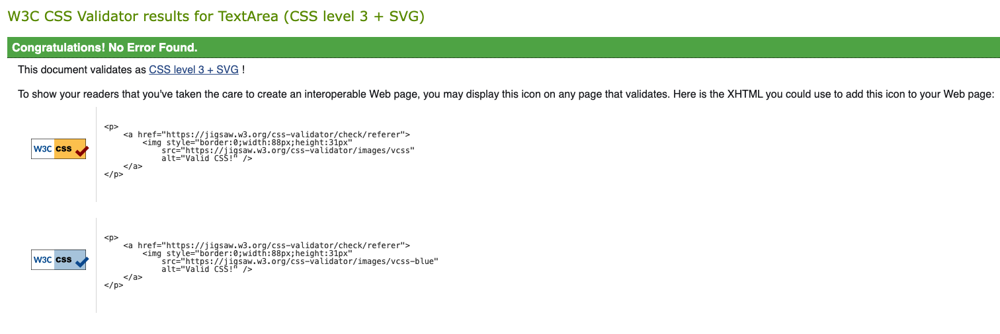 W3C CSS Validator results for TextArea (CSS level 3 + SVG)
Congratulations! No Error Found.
This document validates as CSS level 3 + SVG !
To show your readers that you've taken the care to create an interoperable Web page, you may display this icon on any page that validates. Here is the XHTML you could use to add this icon to your Web page:
W3C css
<p>
    <a href="https://jigsaw.w3.org/css-validator/check/referer">
        <img style="border:0;width:88px;height:31px"
            src="https://jigsaw.w3.org/css-validator/images/vcss"
            alt="Valid CSS!" />
    </a>
</p>
W3C css
<p>
    <a href="https://jigsaw.w3.org/css-validator/check/referer">
        <img style="border:0;width:88px;height:31px"
            src="https://jigsaw.w3.org/css-validator/images/vcss-blue"
            alt="Valid CSS!" />
    </a>
</p>